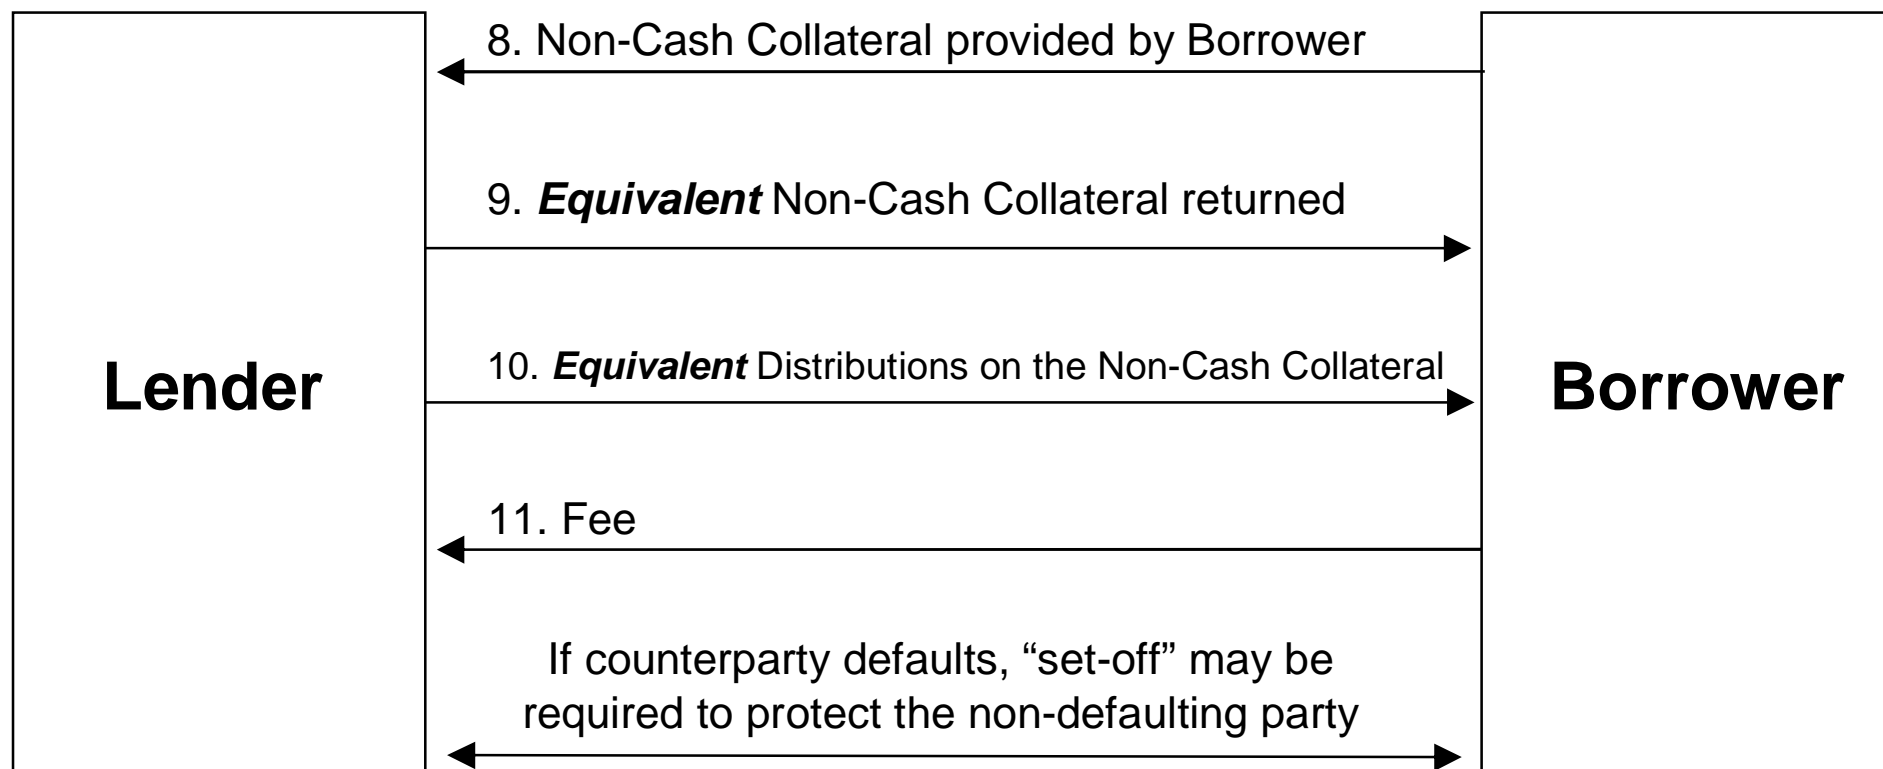 8. Non-Cash Collateral provided by Borrower
9. Equivalent Non-Cash Collateral returned
10. Equivalent Distributions on the Non-Cash Collateral
Lender
Borrower
11. Fee
If counterparty defaults, “set-off” may be
required to protect the non-defaulting party